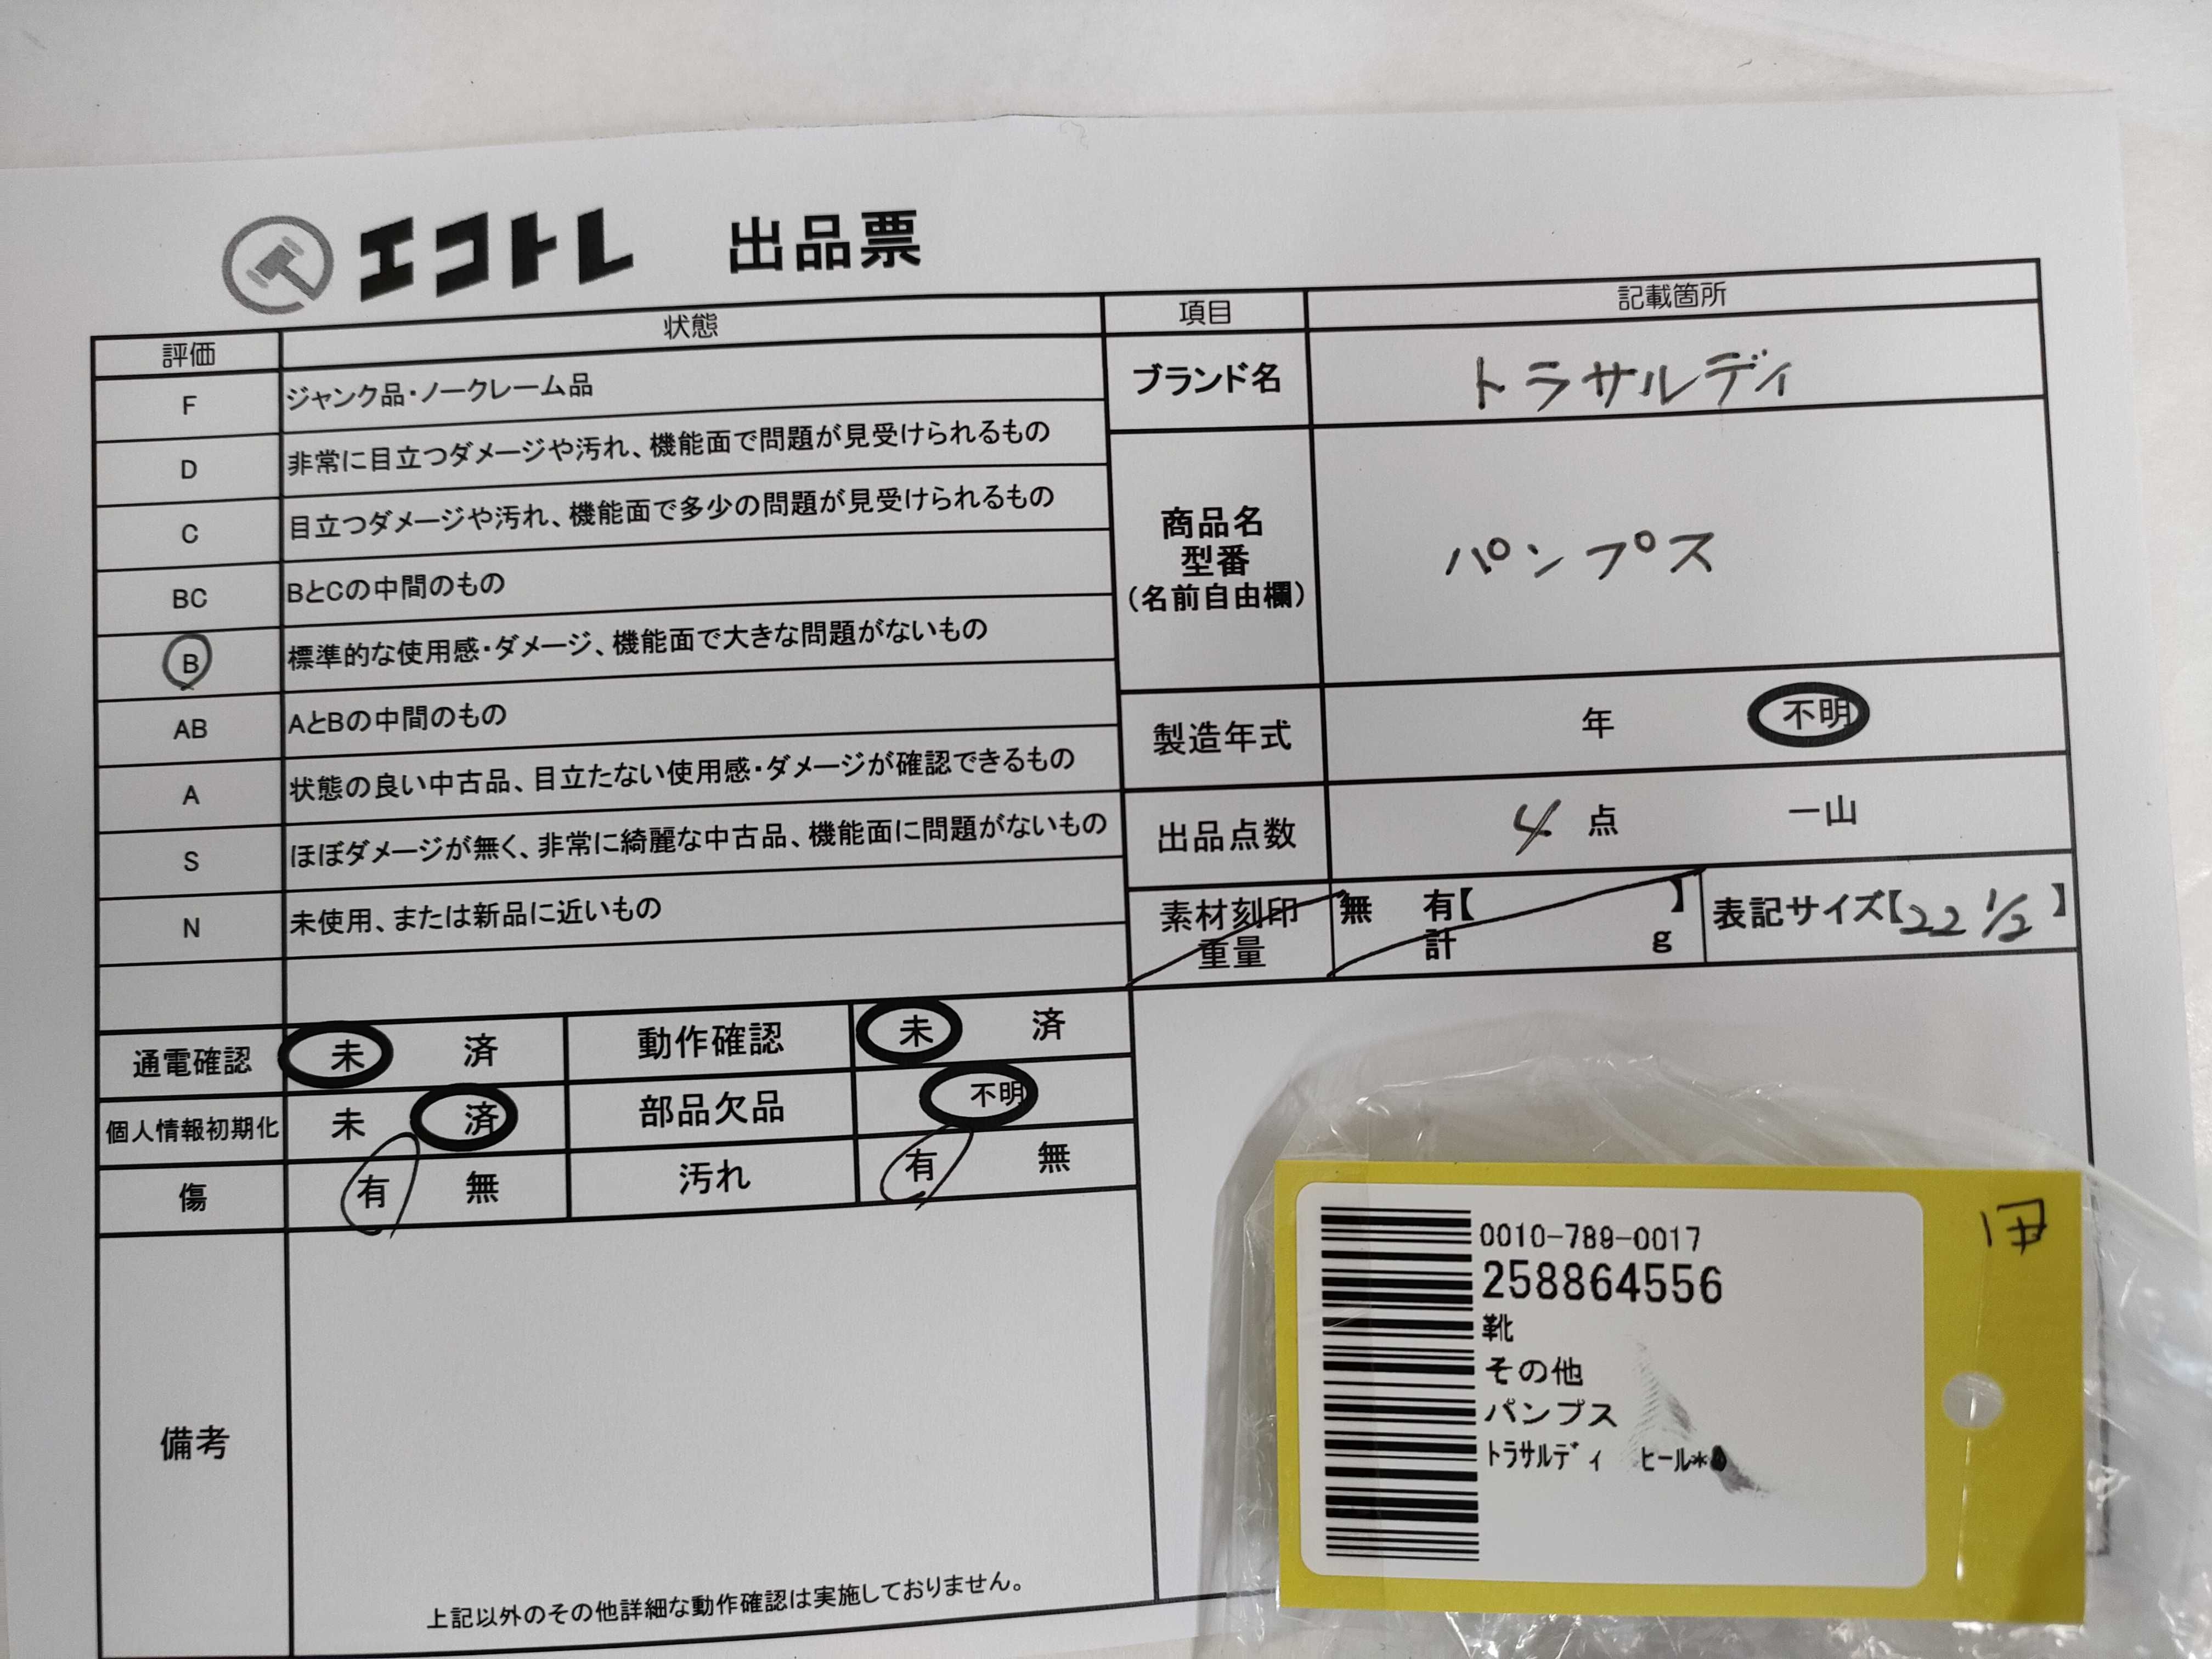 エコトレ 出品票
評価 状態 項目 記載箇所
F ジャンク品・ノークレーム品
D 非常に目立つダメージや汚れ、機能面で問題が見受けられるもの
C 目立つダメージや汚れ、機能面で多少の問題が見受けられるもの
BC BとCの中間のもの
B 標準的な使用感・ダメージ、機能面で大きな問題がないもの
AB AとBの中間のもの
A 状態の良い中古品、目立たない使用感・ダメージが確認できるもの
S ほぼダメージが無く、非常に綺麗な中古品、機能面に問題がないもの
N 未使用、または新品に近いもの
ブランド名 トラサルディ
商品名
型番
(名前自由欄)
パンプス
製造年式 年 不明
出品点数 4 点 一山
素材刻印
重量
無 有【 】
計 g
表記サイズ【22 1/2】
通電確認 未 済 動作確認 未 済
個人情報初期化 未 済 部品欠品 不明
傷 有 無 汚れ 有 無
備考
上記以外のその他詳細な動作確認は実施しておりません。
0010-789-0017
258864556
靴
その他
パンプス
ﾄﾗｻﾙﾃﾞｨ ﾋｰﾙ*